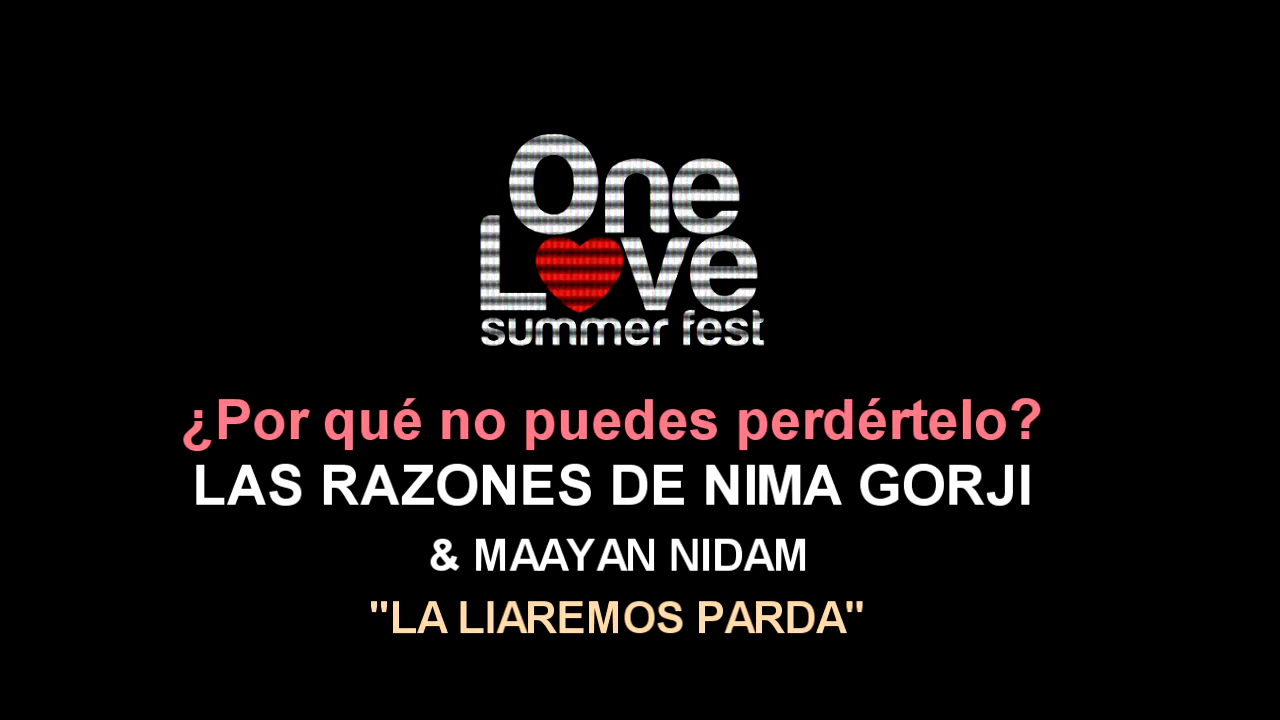 One
Love
summer fest
¿Por qué no puedes perdértelo?
LAS RAZONES DE NIMA GORJI
& MAAYAN NIDAM
"LA LIAREMOS PARDA"